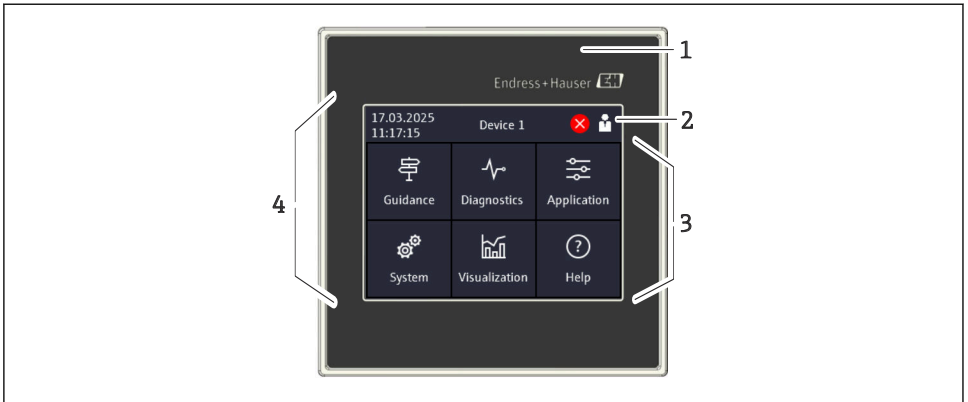 1
Endress+Hauser EH
17.03.2025
11:17:15
Device 1
2
Guidance
Diagnostics
Application
4
3
System
Visualization
?
Help